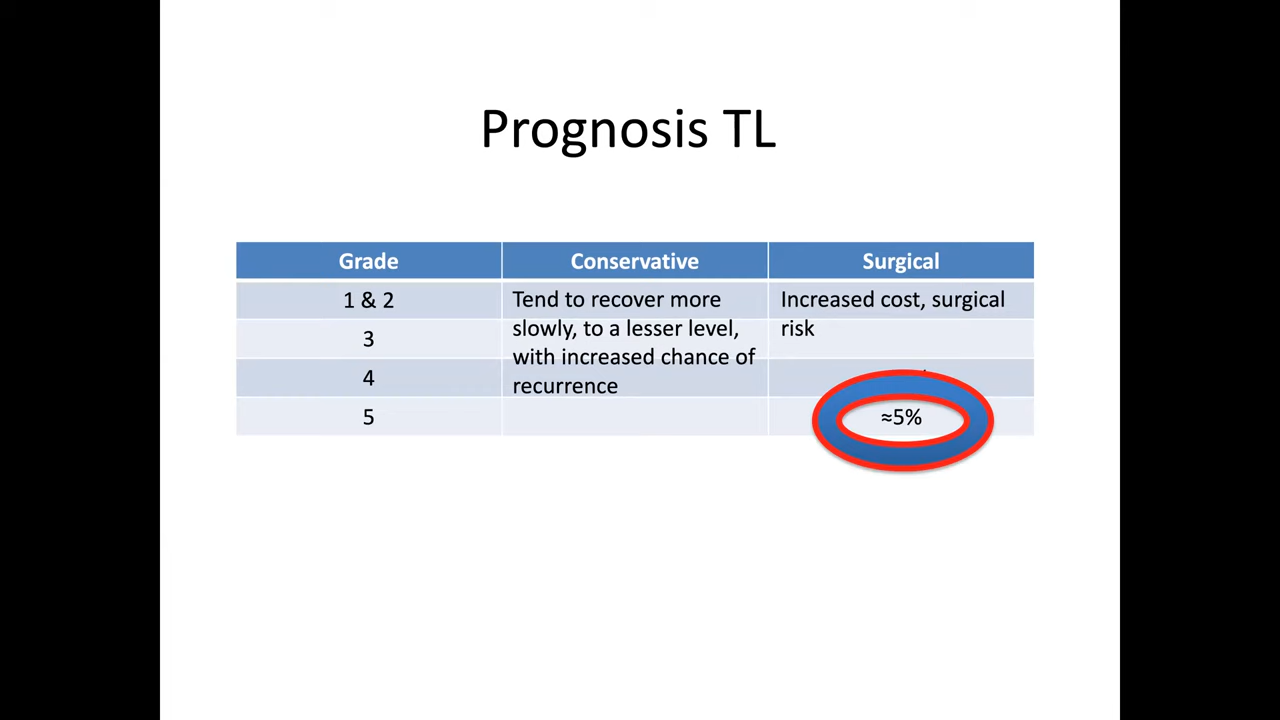 Prognosis TL
Grade Conservative Surgical
1 & 2 Tend to recover more Increased cost, surgical
slowly, to a lesser level, risk
3
with increased chance of
4
recurrence
5 ≈5%